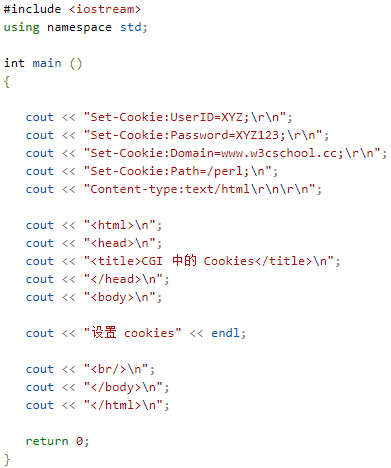 #include <iostream>
using namespace std;
int main ()
{
cout << "Set-Cookie:UserID=XYZ;\r\n";
cout << "Set-Cookie:Password=XYZ123;\r\n";
cout << "Set-Cookie:Domain=www.w3cschool.cc;\r\n";
cout << "Set-Cookie:Path=/perl;\n";
cout << "Content-type:text/html\r\n\r\n";
cout << "<html>\n";
cout << "<head>\n";
cout << "<title>CGI 中的 Cookies</title>\n";
cout << "</head>\n";
cout << "<body>\n";
cout << "设置 cookies" << endl;
cout << "<br/>\n";
cout << "</body>\n";
cout << "</html>\n";
return 0;
}